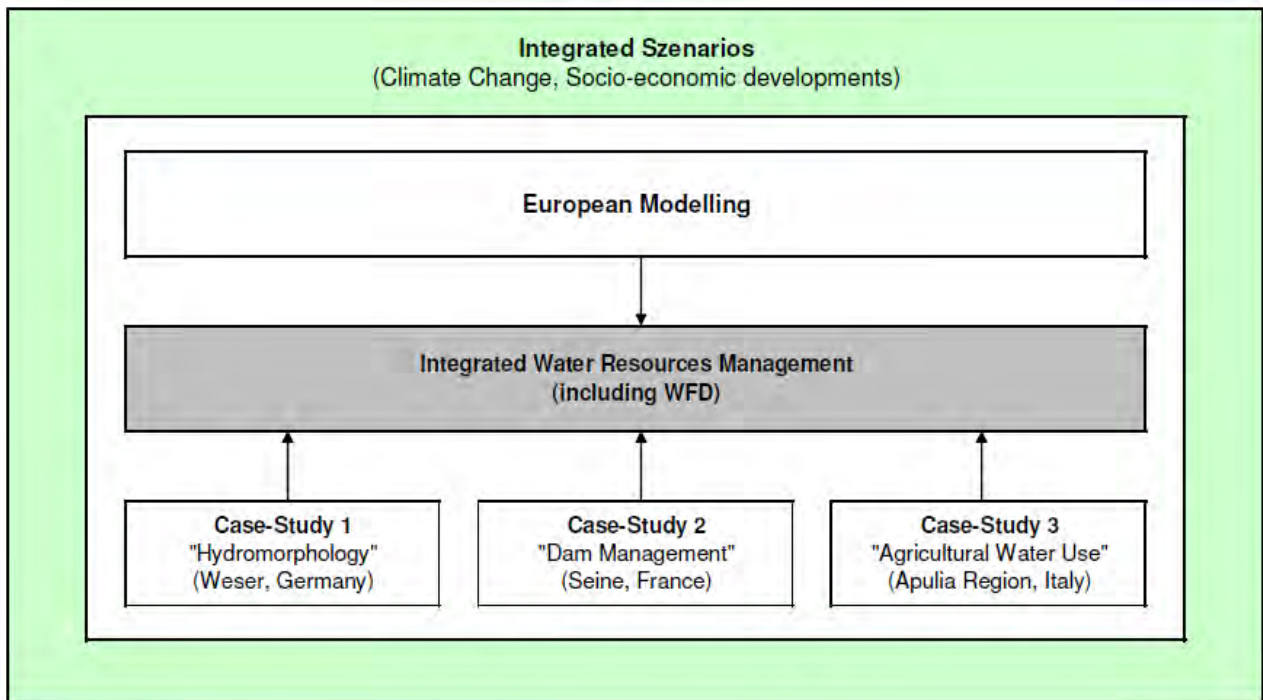 Integrated Szenarios
(Climate Change, Socio-economic developments)
European Modelling
Integrated Water Resources Management
(including WFD)
Case-Study 1
"Hydromorphology"
(Weser, Germany)
Case-Study 2
"Dam Management"
(Seine, France)
Case-Study 3
"Agricultural Water Use"
(Apulia Region, Italy)